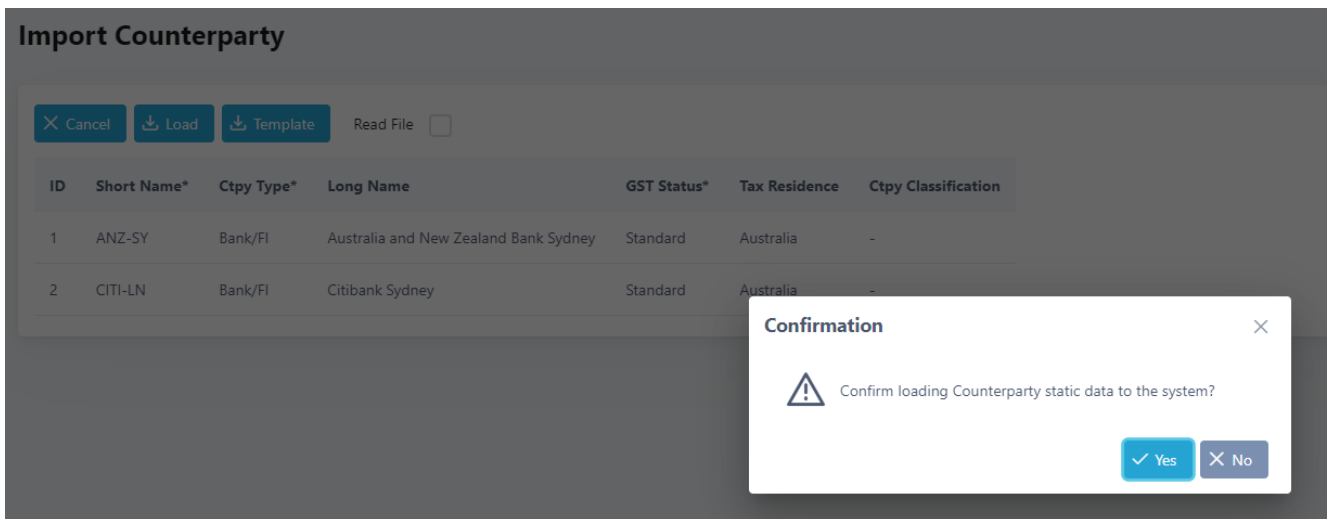 Import Counterparty
Cancel Load Template Read File
ID Short Name* Ctpy Type* Long Name GST Status* Tax Residence Ctpy Classification
1 ANZ-SY Bank/FI Australia and New Zealand Bank Sydney Standard Australia -
2 CITI-LN Bank/FI Citibank Sydney Standard Australia -
Confirmation
Confirm loading Counterparty static data to the system?
Yes No